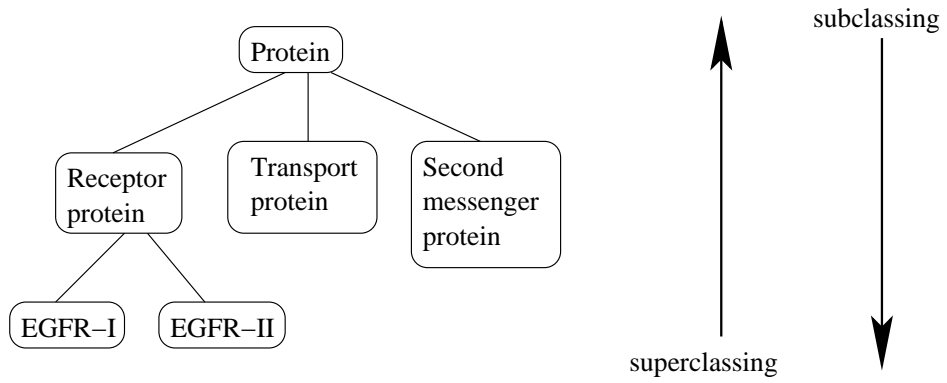 Protein
Receptor
protein
Transport
protein
Second
messenger
protein
EGFR−I
EGFR−II
subclassing
superclassing